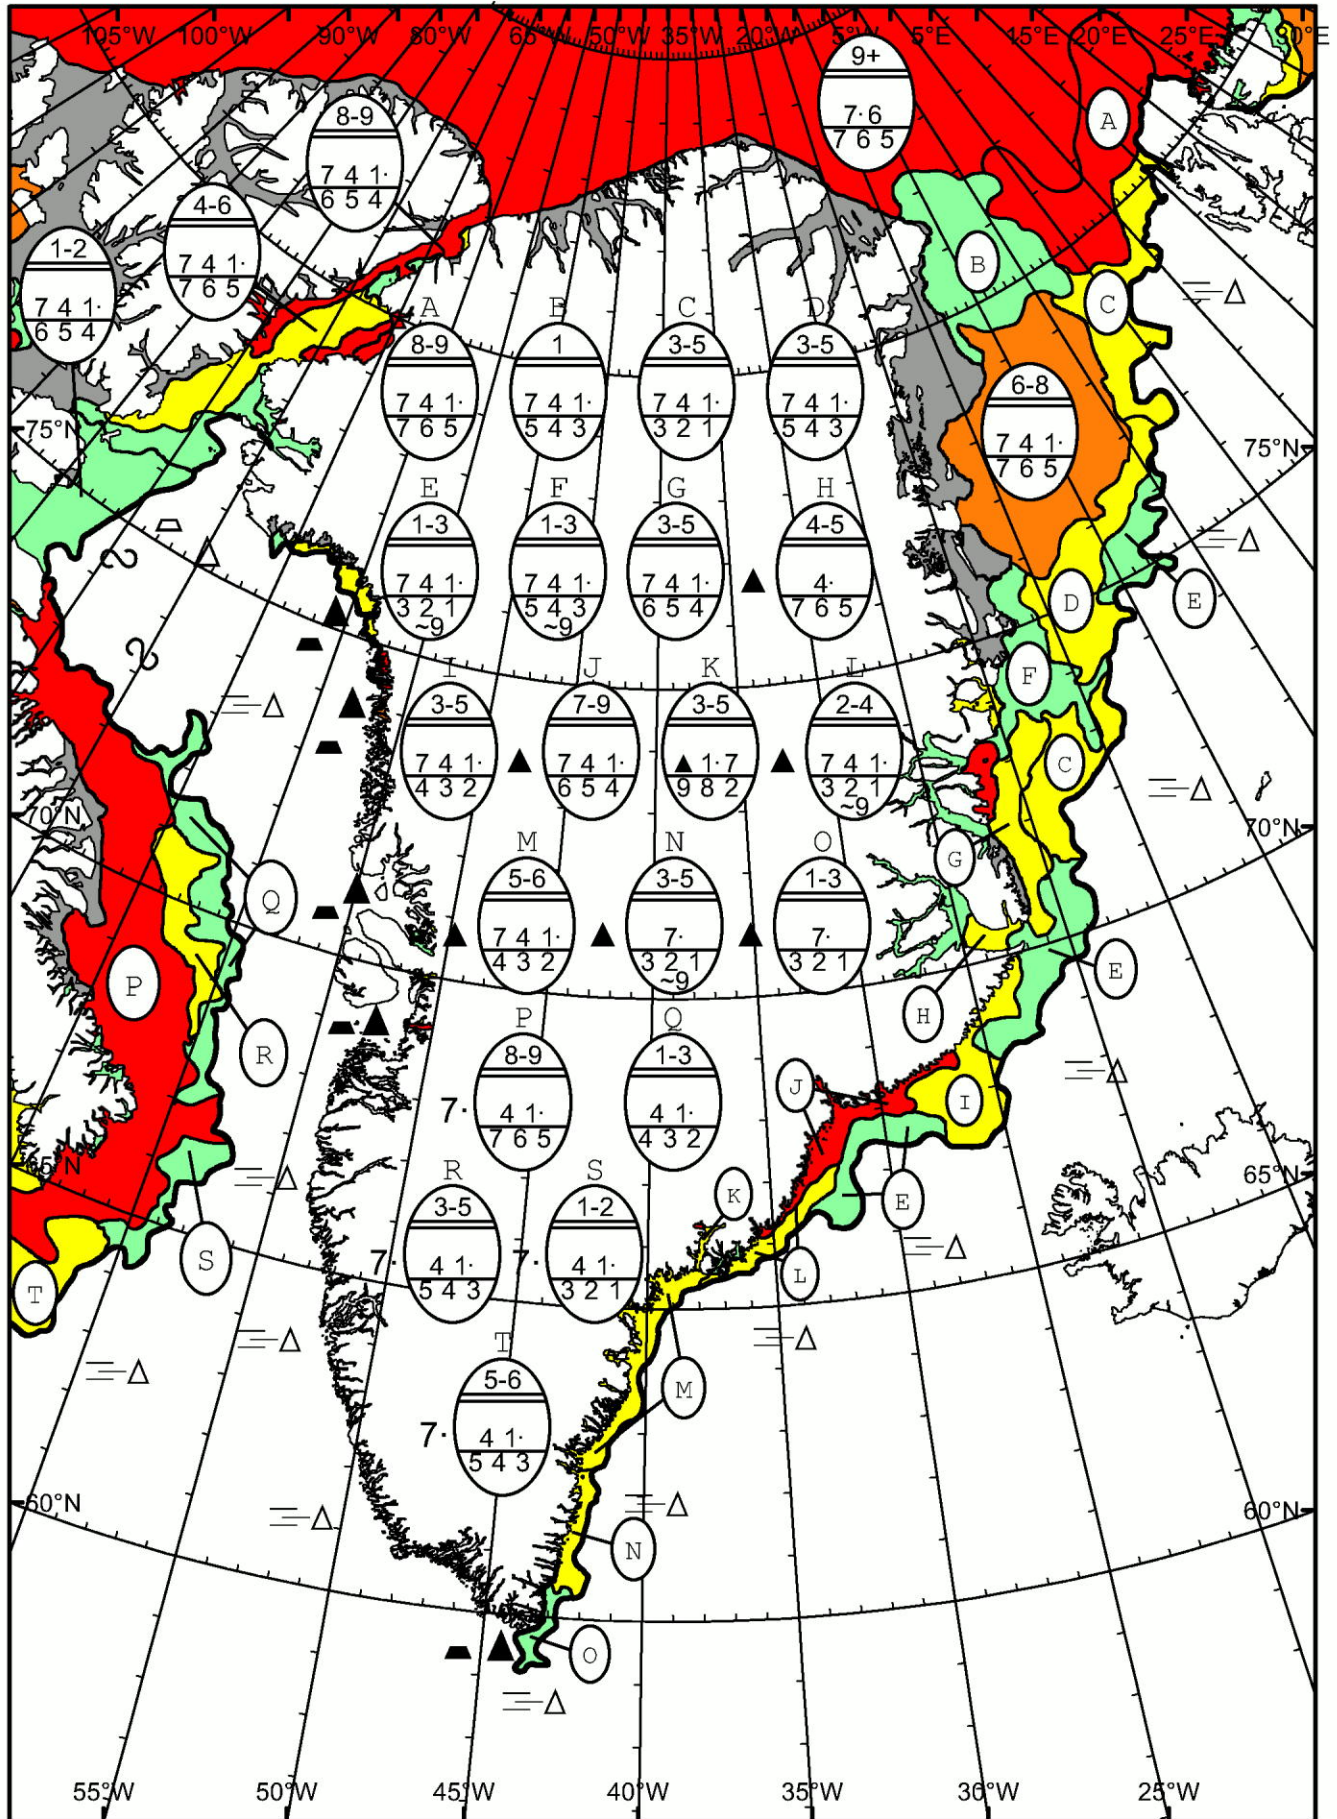 105°W 100°W 90°W 80°W 65°W 50°W 35°W 20°W 5°W 5°E 15°E 20°E 25°E 30°E
9+
7· 6
7 6 5
8-9
7 4 1·
6 5 4
4-6
7 4 1·
7 6 5
1-2
7 4 1·
6 5 4
A
B
C
A B C D
8-9 1 3-5 3-5
7 4 1· 7 4 1· 7 4 1· 7 4 1·
7 6 5 5 4 3 3 2 1 5 4 3
6-8
7 4 1·
7 6 5
75°N 75°N
E F G H
1-3 1-3 3-5 4-5
7 4 1· 7 4 1· 7 4 1· 4·
3 2 1 5 4 3 6 5 4 7 6 5
~9 ~9
D
E
F
I J K L
3-5 7-9 3-5 2-4
7 4 1· 7 4 1· ▲ 1· 7 7 4 1·
4 3 2 6 5 4 9 8 2 3 2 1
~9
C
70°N 70°N
G
Q
M N O
5-6 3-5 1-3
7 4 1· 7· 7·
4 3 2 3 2 1 3 2 1
~9
P
E
H
R
P Q
8-9 1-3
7· 4 1· 4 1·
7 6 5 4 3 2
J
I
65°N 65°N
R S
3-5 1-2
7· 4 1· 7· 4 1·
5 4 3 3 2 1
K
E
S
L
T
T
5-6
7· 4 1·
5 4 3
M
60°N 60°N
N
O
55°W 50°W 45°W 40°W 35°W 30°W 25°W